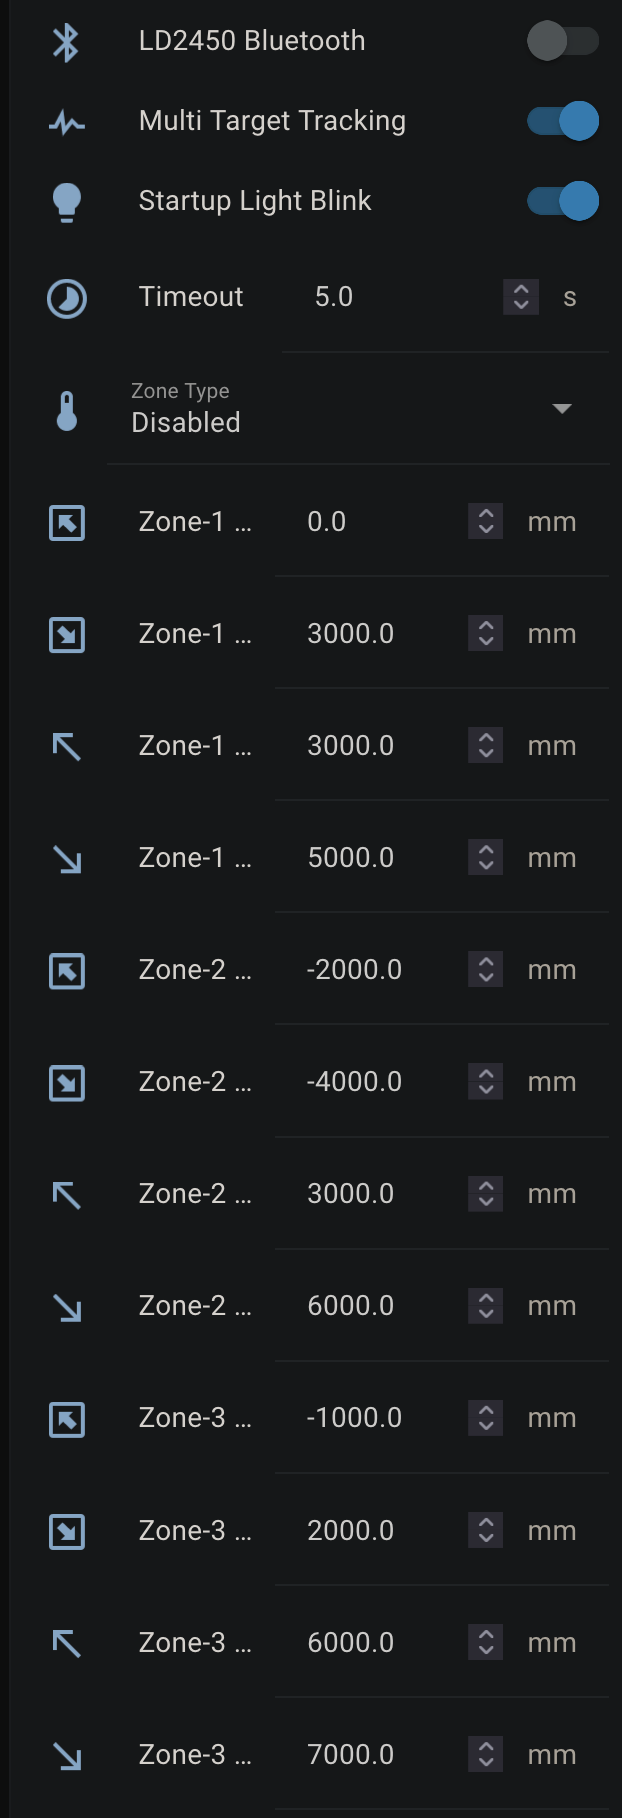 LD2450 Bluetooth
Multi Target Tracking
Startup Light Blink
Timeout 5.0 s
Zone Type
Disabled
Zone-1 ... 0.0 mm
Zone-1 ... 3000.0 mm
Zone-1 ... 3000.0 mm
Zone-1 ... 5000.0 mm
Zone-2 ... -2000.0 mm
Zone-2 ... -4000.0 mm
Zone-2 ... 3000.0 mm
Zone-2 ... 6000.0 mm
Zone-3 ... -1000.0 mm
Zone-3 ... 2000.0 mm
Zone-3 ... 6000.0 mm
Zone-3 ... 7000.0 mm